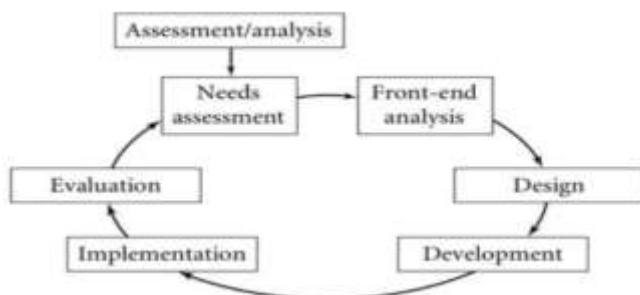 Assessment/analysis
Needs
assessment
Front-end
analysis
Evaluation
Design
Implementation
Development